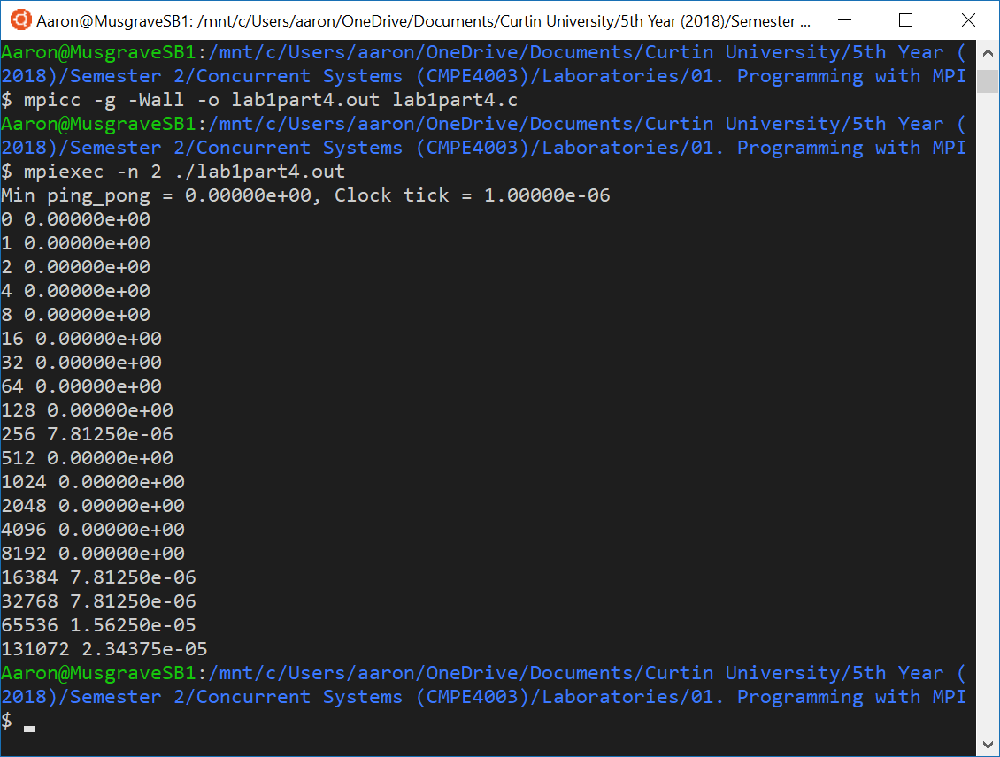 Aaron@MusgraveSB1: /mnt/c/Users/aaron/OneDrive/Documents/Curtin University/5th Year (2018)/Semester ...
Aaron@MusgraveSB1:/mnt/c/Users/aaron/OneDrive/Documents/Curtin University/5th Year (
2018)/Semester 2/Concurrent Systems (CMPE4003)/Laboratories/01. Programming with MPI
$ mpicc -g -Wall -o lab1part4.out lab1part4.c
Aaron@MusgraveSB1:/mnt/c/Users/aaron/OneDrive/Documents/Curtin University/5th Year (
2018)/Semester 2/Concurrent Systems (CMPE4003)/Laboratories/01. Programming with MPI
$ mpiexec -n 2 ./lab1part4.out
Min ping_pong = 0.00000e+00, Clock tick = 1.00000e-06
0 0.00000e+00
1 0.00000e+00
2 0.00000e+00
4 0.00000e+00
8 0.00000e+00
16 0.00000e+00
32 0.00000e+00
64 0.00000e+00
128 0.00000e+00
256 7.81250e-06
512 0.00000e+00
1024 0.00000e+00
2048 0.00000e+00
4096 0.00000e+00
8192 0.00000e+00
16384 7.81250e-06
32768 7.81250e-06
65536 1.56250e-05
131072 2.34375e-05
Aaron@MusgraveSB1:/mnt/c/Users/aaron/OneDrive/Documents/Curtin University/5th Year (
2018)/Semester 2/Concurrent Systems (CMPE4003)/Laboratories/01. Programming with MPI
$